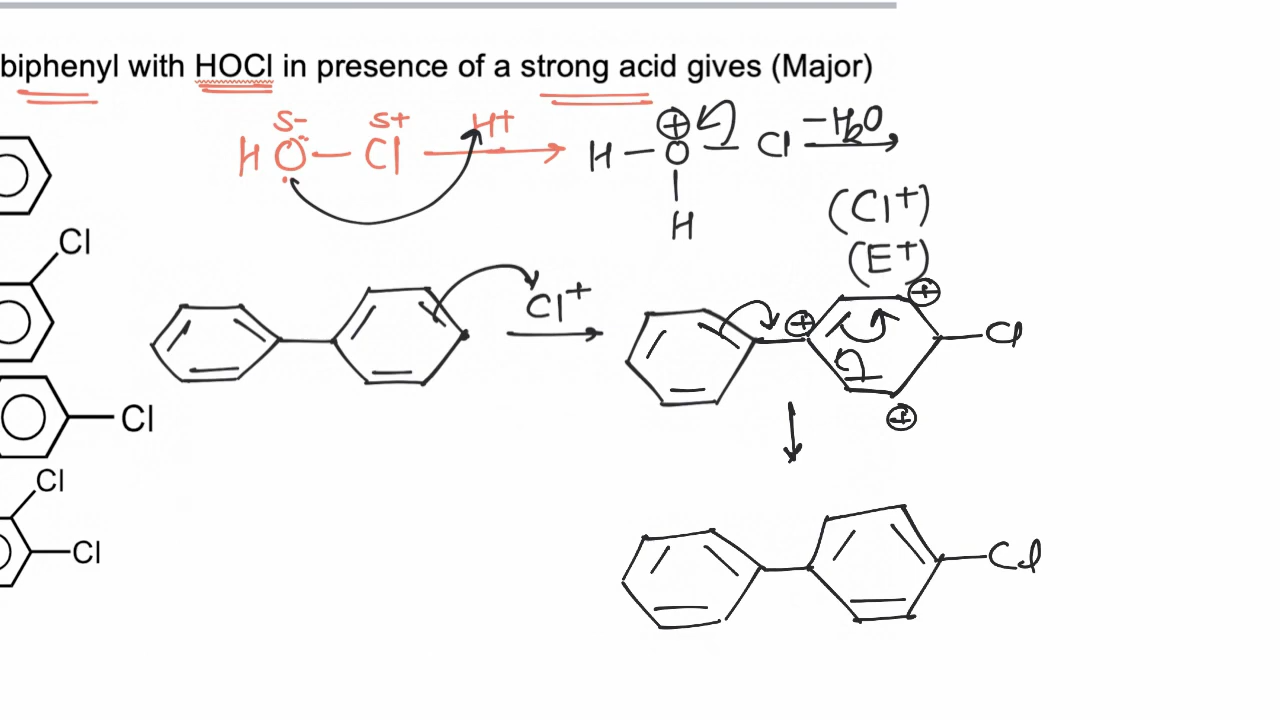 biphenyl with HOCl in presence of a strong acid gives (Major)
δ- δ+ H+
H O — Cl
⊕
H — O — Cl
H
-H2O
(Cl+)
(E+)
Cl
Cl+
⊕
⊕
Cl
⊕
Cl
Cl
Cl
Cl